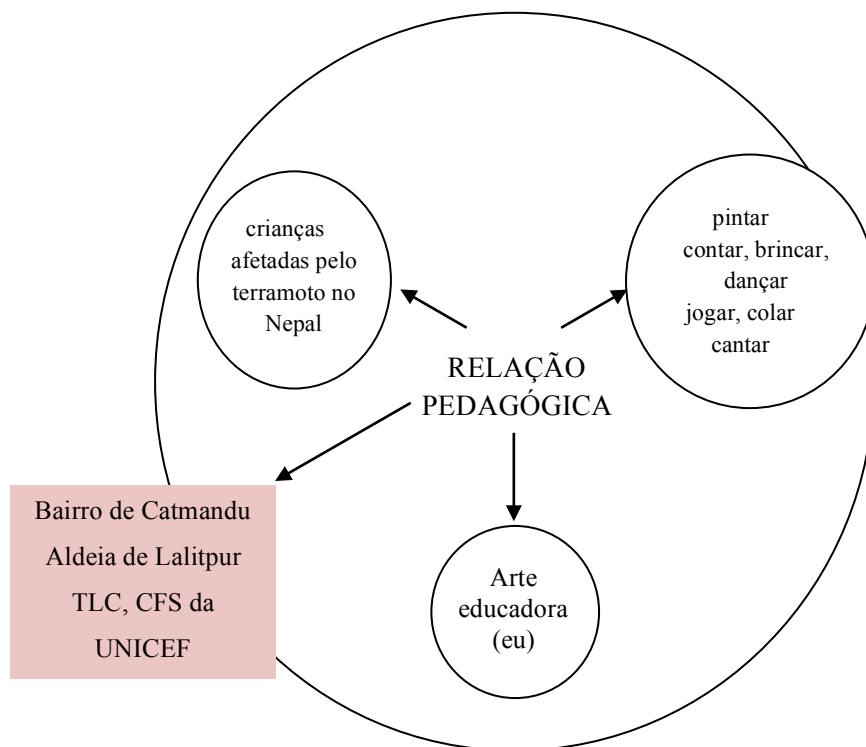 crianças
afetadas pelo
terramoto no
Nepal
pintar
contar, brincar,
dançar
jogar, colar
cantar
RELAÇÃO
PEDAGÓGICA
Bairro de Catmandu
Aldeia de Lalitpur
TLC, CFS da
UNICEF
Arte
educadora
(eu)